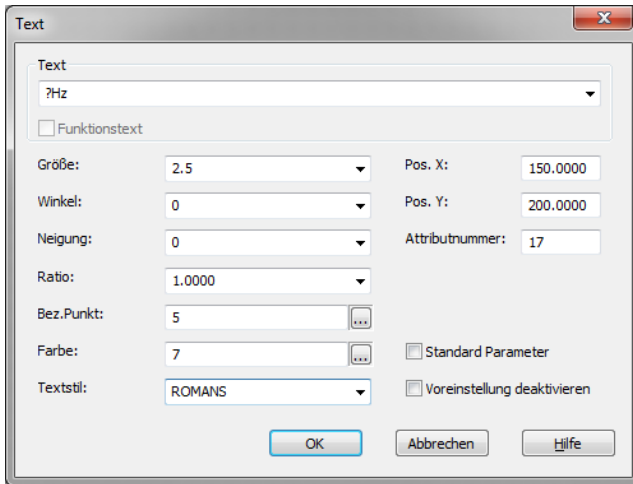 Text
Text
?Hz
Funktionstext
Größe: 2.5 Pos. X: 150.0000
Winkel: 0 Pos. Y: 200.0000
Neigung: 0 Attributnummer: 17
Ratio: 1.0000
Bez.Punkt: 5 ...
Farbe: 7 ... Standard Parameter
Textstil: ROMANS Voreinstellung deaktivieren
OK Abbrechen Hilfe